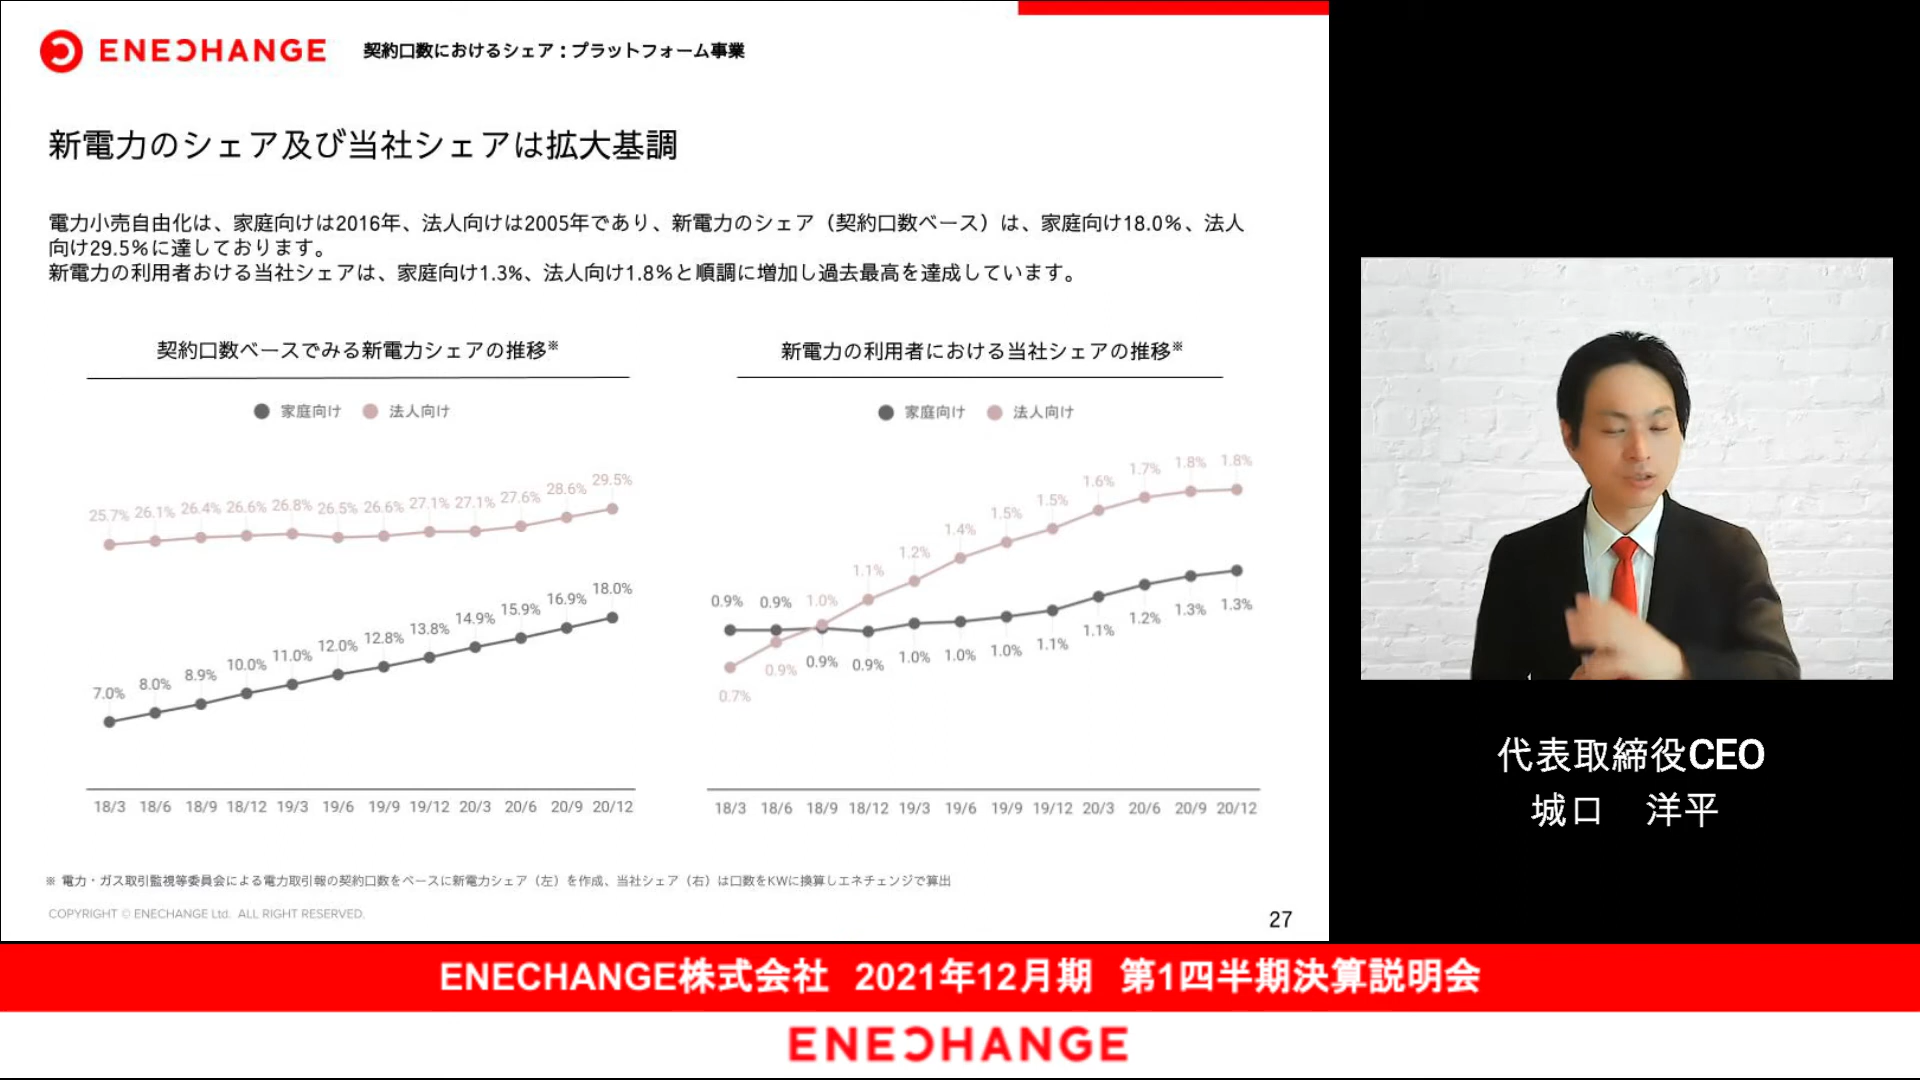 ENECHANGE
契約口数におけるシェア：プラットフォーム事業
新電力のシェア及び当社シェアは拡大基調
電力小売自由化は、家庭向けは2016年、法人向けは2005年であり、新電力のシェア（契約口数ベース）は、家庭向け18.0%、法人
向け29.5%に達しております。
新電力の利用者おける当社シェアは、家庭向け1.3%、法人向け1.8%と順調に増加し過去最高を達成しています。
契約口数ベースでみる新電力シェアの推移※
家庭向け 法人向け
25.7% 26.1% 26.4% 26.6% 26.8% 26.5% 26.6% 27.1% 27.1% 27.6% 28.6% 29.5%
7.0% 8.0% 8.9% 10.0% 11.0% 12.0% 12.8% 13.8% 14.9% 15.9% 16.9% 18.0%
18/3 18/6 18/9 18/12 19/3 19/6 19/9 19/12 20/3 20/6 20/9 20/12
新電力の利用者における当社シェアの推移※
家庭向け 法人向け
0.7% 0.9% 1.0% 1.1% 1.2% 1.4% 1.5% 1.5% 1.6% 1.7% 1.8% 1.8%
0.9% 0.9% 0.9% 0.9% 1.0% 1.0% 1.0% 1.1% 1.1% 1.2% 1.3% 1.3%
18/3 18/6 18/9 18/12 19/3 19/6 19/9 19/12 20/3 20/6 20/9 20/12
※ 電力・ガス取引監視等委員会による電力取引報の契約口数をベースに新電力シェア（左）を作成、当社シェア（右）は口数をKWに換算しエネチェンジで算出
COPYRIGHT © ENECHANGE Ltd. ALL RIGHT RESERVED.
27
代表取締役CEO
城口 洋平
ENECHANGE株式会社 2021年12月期 第1四半期決算説明会
ENECHANGE